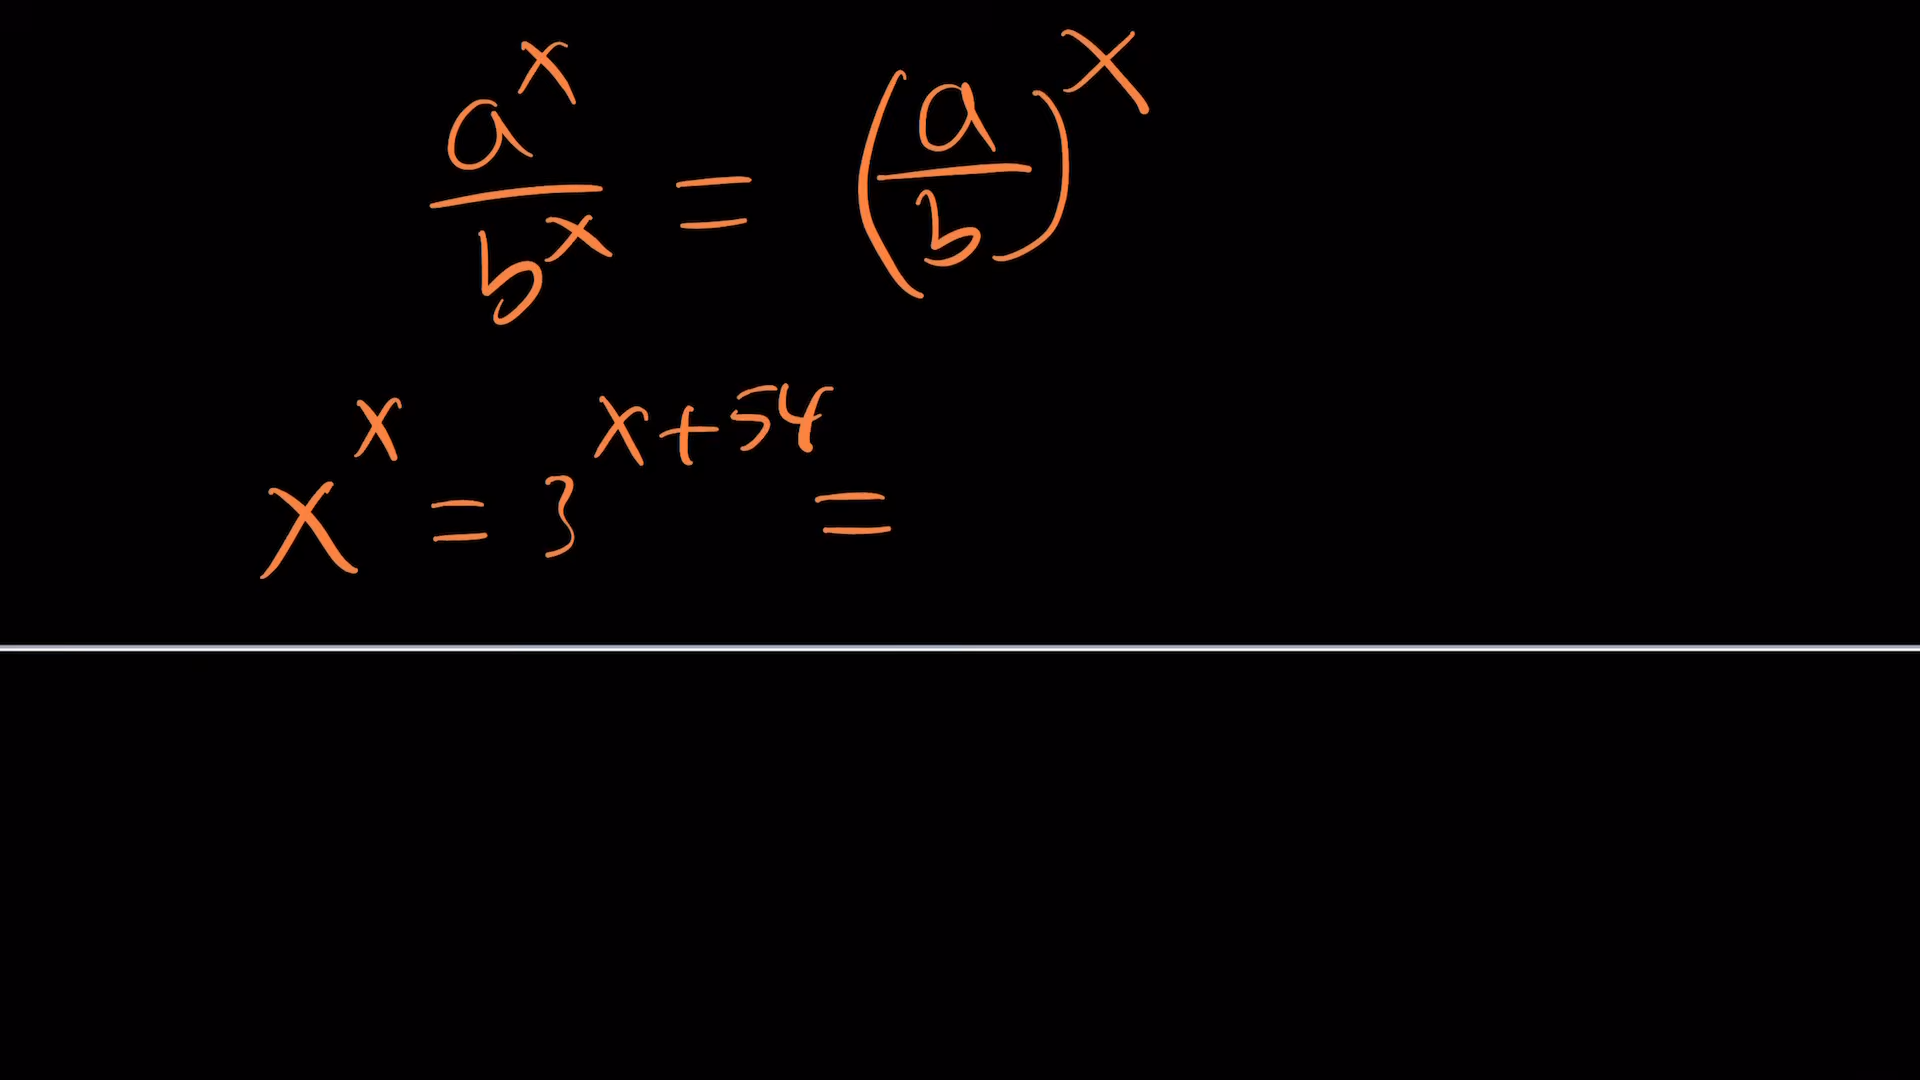 a^x / b^x = (a/b)^x
x^x = 3^(x+54) =